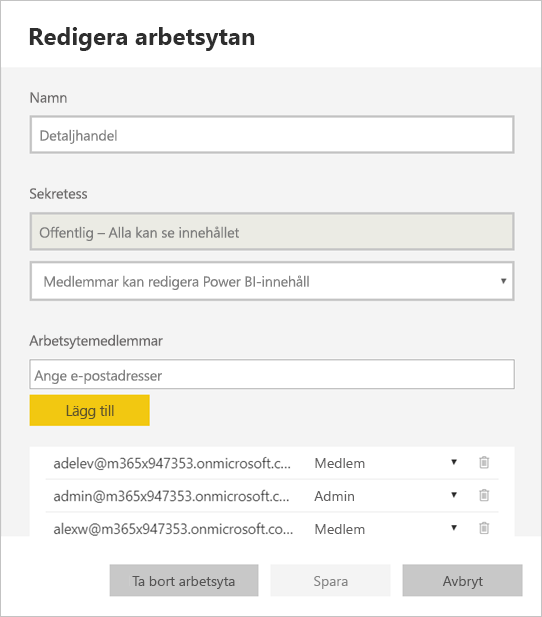 Redigera arbetsytan
Namn
Detaljhandel
Sekretess
Offentlig – Alla kan se innehållet
Medlemmar kan redigera Power BI-innehåll
Arbetsytemedlemmar
Ange e-postadresser
Lägg till
adelev@m365x947353.onmicrosoft.c... Medlem
admin@m365x947353.onmicrosoft.c... Admin
alexw@m365x947353.onmicrosoft.co... Medlem
Ta bort arbetsyta Spara Avbryt